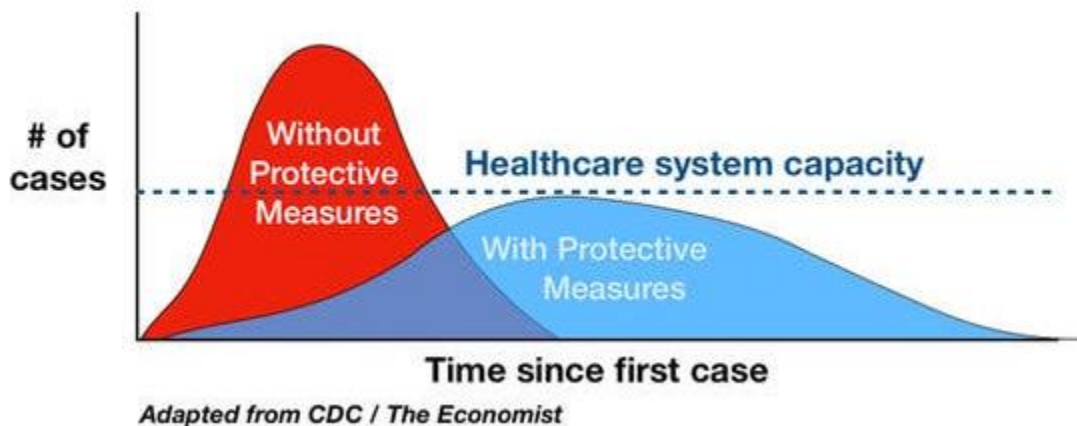 # of
cases
Without
Protective
Measures
Healthcare system capacity
With Protective
Measures
Time since first case
Adapted from CDC / The Economist